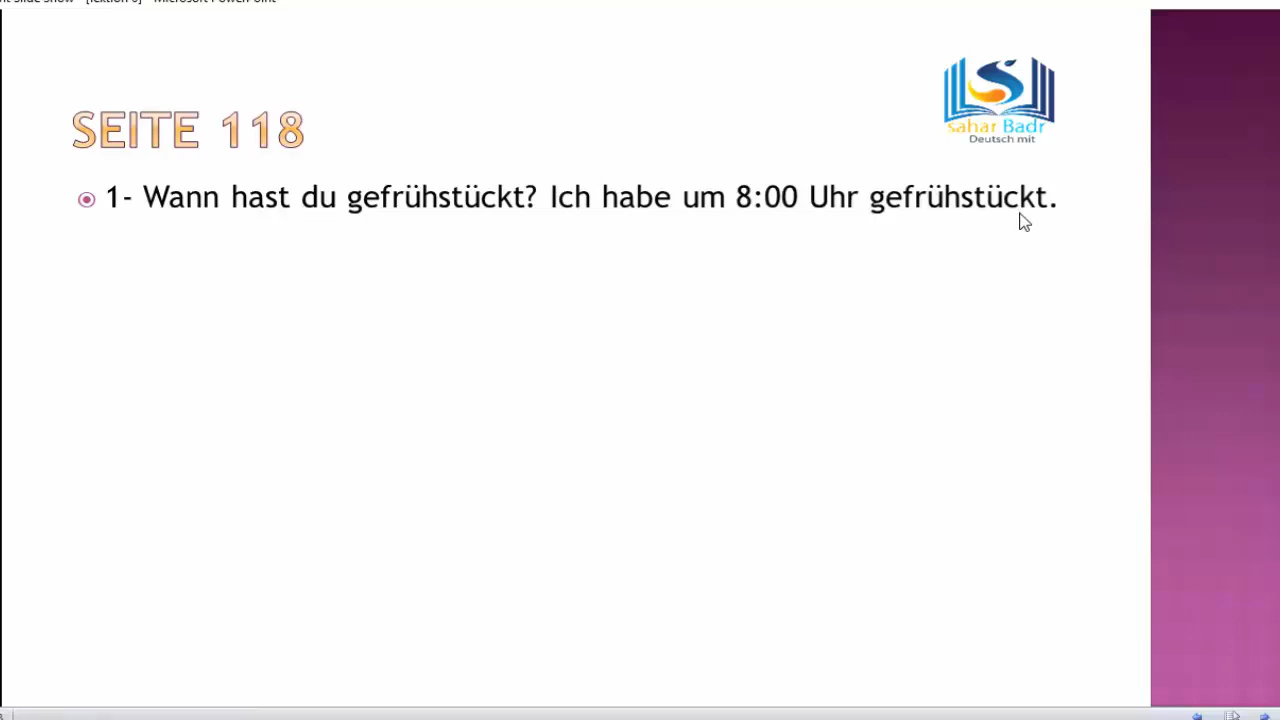 SEITE 118
1- Wann hast du gefrühstückt? Ich habe um 8:00 Uhr gefrühstückt.
sahar Badr
Deutsch mit